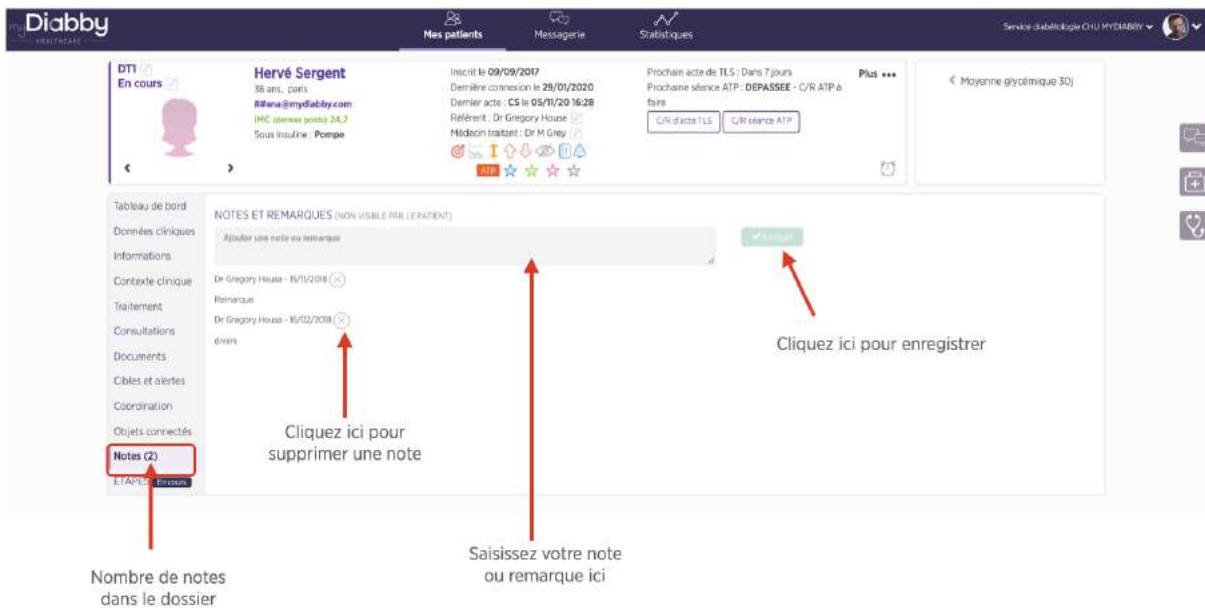 myDiabby
HEALTHCARE
Mes patients
Messagerie
Statistiques
Service diabétologie CHU MYDIABBY
DT1
En cours
Hervé Sergent
38 ans, paris
##ana@mydiabby.com
IMC (dernier poids) 24,7
Sous insuline : Pompe
Inscrit le 09/09/2017
Dernière connexion le 29/01/2020
Dernier acte : CS le 05/11/20 16:28
Référent : Dr Gregory House
Médecin traitant : Dr M Grey
ATP
Prochain acte de TLS : Dans 7 jours
Prochaine séance ATP : DEPASSEE - C/R ATP à
faire
C/R d'acte TLS
C/R séance ATP
Plus
Moyenne glycémique 30j
Tableau de bord
Données cliniques
Informations
Contexte clinique
Traitement
Consultations
Documents
Cibles et alertes
Coordination
Objets connectés
Notes (2)
ETAPES En cours
NOTES ET REMARQUES (NON VISIBLE PAR LE PATIENT)
Ajouter une note ou remarque
Dr Gregory House - 15/11/2018
Remarque
Dr Gregory House - 16/02/2018
divers
Cliquez ici pour enregistrer
Cliquez ici pour
supprimer une note
Saisissez votre note
ou remarque ici
Nombre de notes
dans le dossier